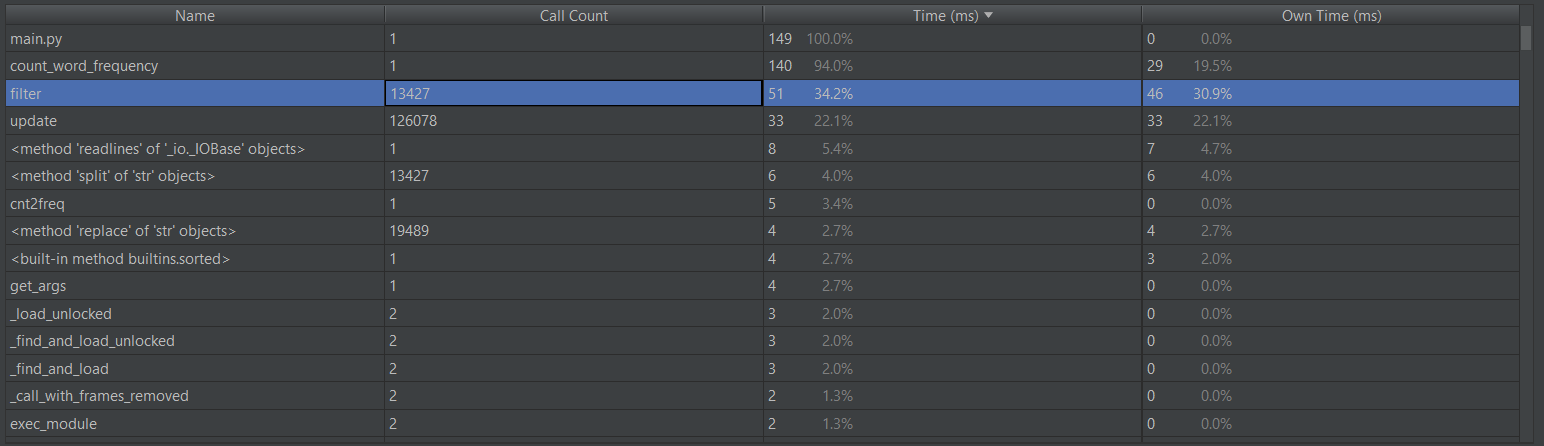 Name Call Count Time (ms) Own Time (ms)
main.py 1 149 100.0% 0 0.0%
count_word_frequency 1 140 94.0% 29 19.5%
filter 13427 51 34.2% 46 30.9%
update 126078 33 22.1% 33 22.1%
<method 'readlines' of '_io._IOBase' objects> 1 8 5.4% 7 4.7%
<method 'split' of 'str' objects> 13427 6 4.0% 6 4.0%
cnt2freq 1 5 3.4% 0 0.0%
<method 'replace' of 'str' objects> 19489 4 2.7% 4 2.7%
<built-in method builtins.sorted> 1 4 2.7% 3 2.0%
get_args 1 4 2.7% 0 0.0%
_load_unlocked 2 3 2.0% 0 0.0%
_find_and_load_unlocked 2 3 2.0% 0 0.0%
_find_and_load 2 3 2.0% 0 0.0%
_call_with_frames_removed 2 2 1.3% 0 0.0%
exec_module 2 2 1.3% 0 0.0%